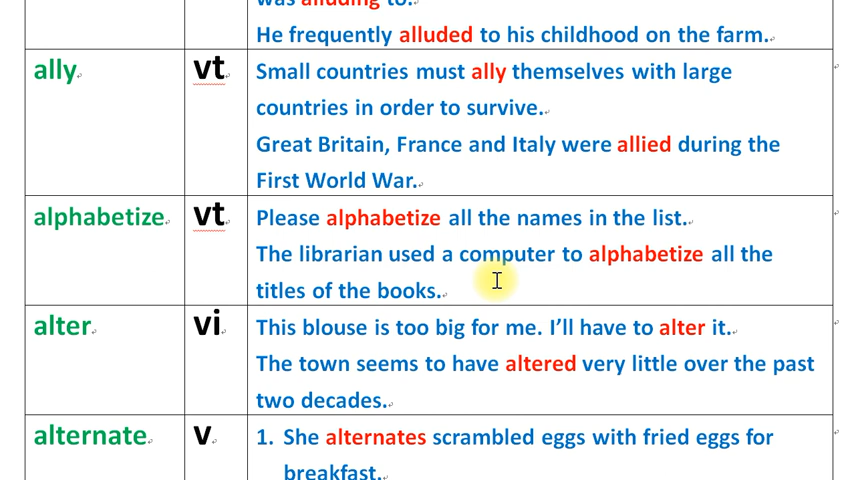 was alluding to.
He frequently alluded to his childhood on the farm.
ally
vt
Small countries must ally themselves with large
countries in order to survive.
Great Britain, France and Italy were allied during the
First World War.
alphabetize
vt
Please alphabetize all the names in the list.
The librarian used a computer to alphabetize all the
titles of the books.
alter
vi
This blouse is too big for me. I'll have to alter it.
The town seems to have altered very little over the past
two decades.
alternate
v
1. She alternates scrambled eggs with fried eggs for
breakfast.